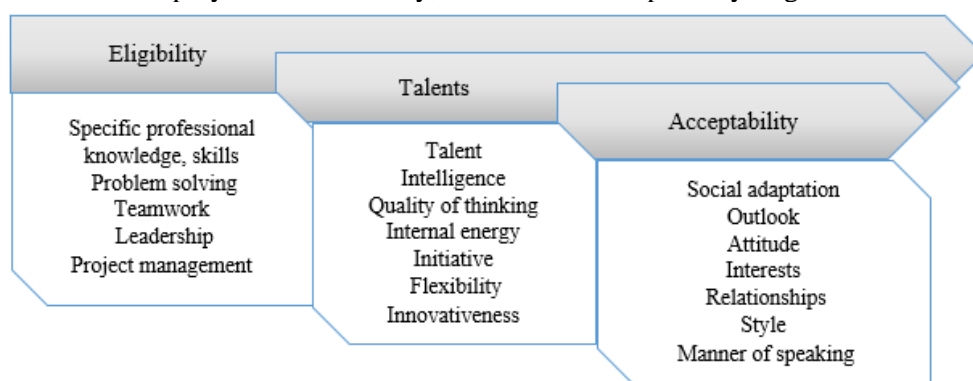 Eligibility
Specific professional
knowledge, skills
Problem solving
Teamwork
Leadership
Project management
Talents
Talent
Intelligence
Quality of thinking
Internal energy
Initiative
Flexibility
Innovativeness
Acceptability
Social adaptation
Outlook
Attitude
Interests
Relationships
Style
Manner of speaking